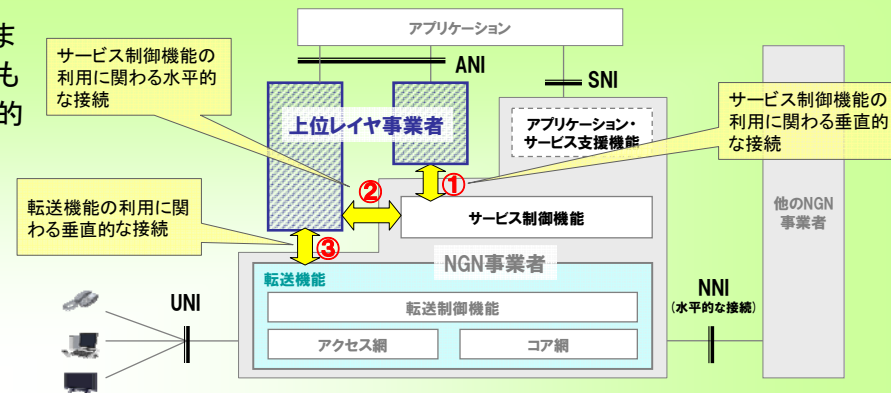 ま
も
的
サービス制御機能の
利用に関わる水平的
な接続
転送機能の利用に関
わる垂直的な接続
アプリケーション
ANI
SNI
上位レイヤ事業者
アプリケーション・
サービス支援機能
サービス制御機能の
利用に関わる垂直的
な接続
①
②
③
サービス制御機能
NGN事業者
転送機能
転送制御機能
アクセス網
コア網
UNI
NNI
(水平的な接続)
他のNGN
事業者